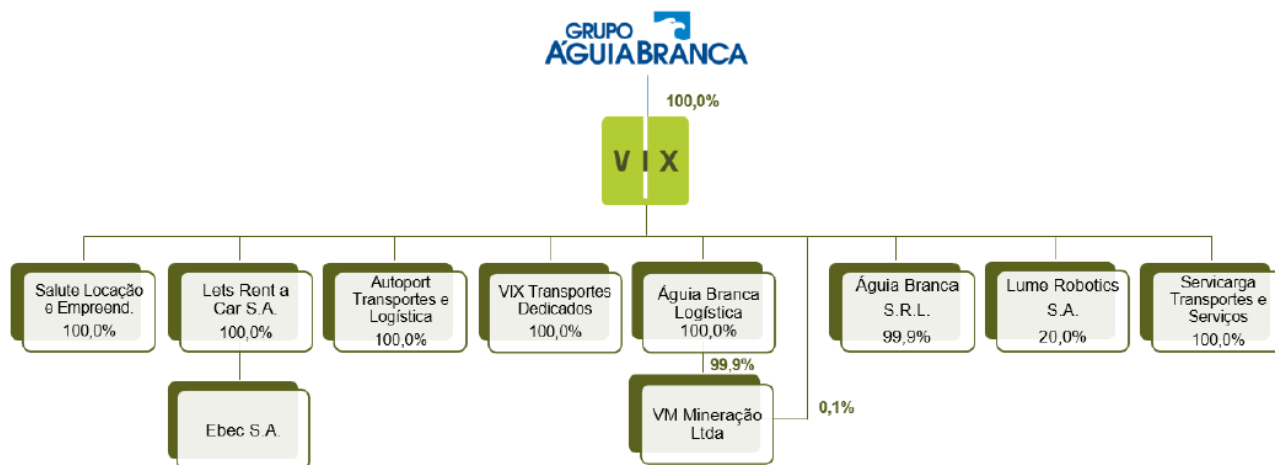 GRUPO
ÁGUIABRANCA
100,0%
VIX
Salute Locação
e Empreend.
100,0%
Lets Rent a
Car S.A.
100,0%
Autoport
Transportes e
Logística
100,0%
VIX Transportes
Dedicados
100,0%
Águia Branca
Logística
100,0%
Águia Branca
S.R.L.
99,9%
Lume Robotics
S.A.
20,0%
Servicarga
Transportes e
Serviços
100,0%
99,9%
Ebec S.A.
VM Mineração
Ltda
0,1%